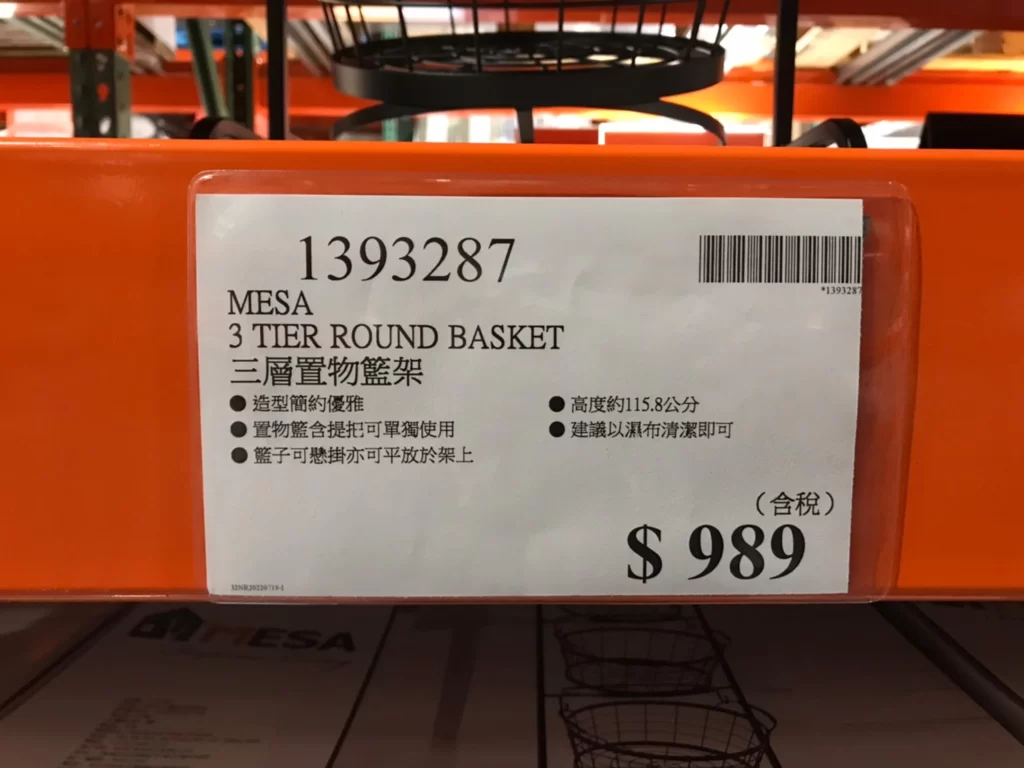 1393287
*1393287
MESA
3 TIER ROUND BASKET
三層置物籃架
● 造型簡約優雅
● 置物籃含提把可單獨使用
● 籃子可懸掛亦可平放於架上
● 高度約115.8公分
● 建議以濕布清潔即可
（含稅）
$ 989
MESA